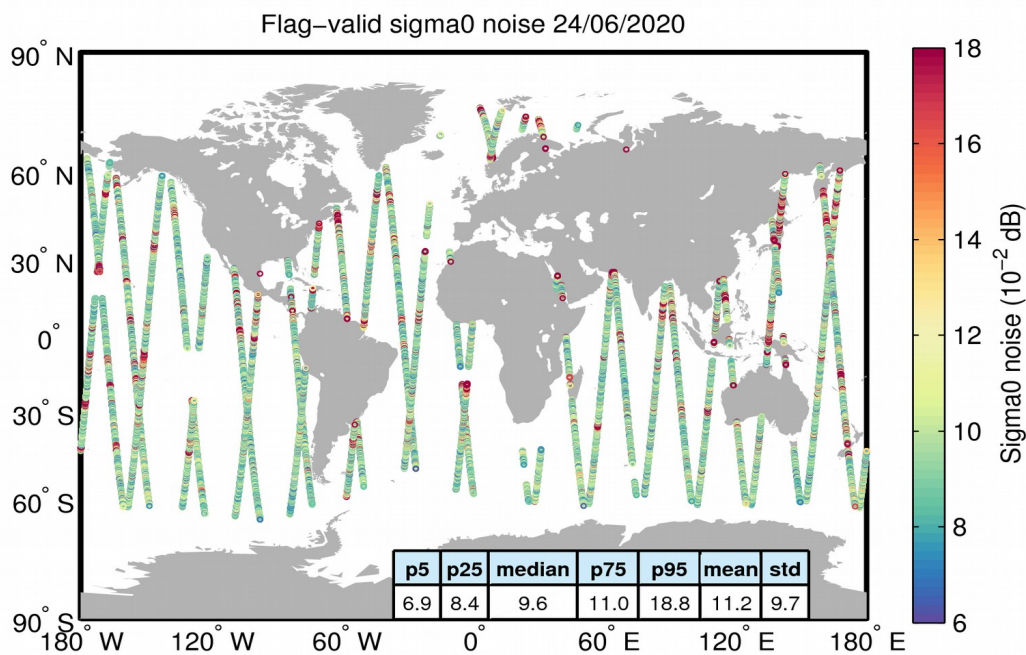 Flag−valid sigma0 noise 24/06/2020
90° N
60° N
30° N
0°
30° S
60° S
90° S
180° W
120° W
60° W
0°
60° E
120° E
180° E
p5 p25 median p75 p95 mean std
6.9 8.4 9.6 11.0 18.8 11.2 9.7
18
16
14
12
10
8
6
Sigma0 noise (10⁻² dB)